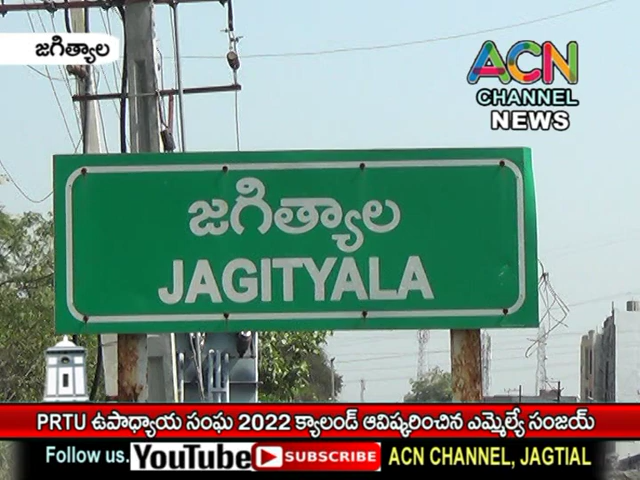 జగిత్యాల
ACN
CHANNEL
NEWS
జగిత్యాల
JAGITYALA
PRTU ఉపాధ్యాయ సంఘ 2022 క్యాలండ్ ఆవిష్కరించిన ఎమ్మెల్యే సంజయ్
Follow us. YouTube SUBSCRIBE ACN CHANNEL, JAGTIAL